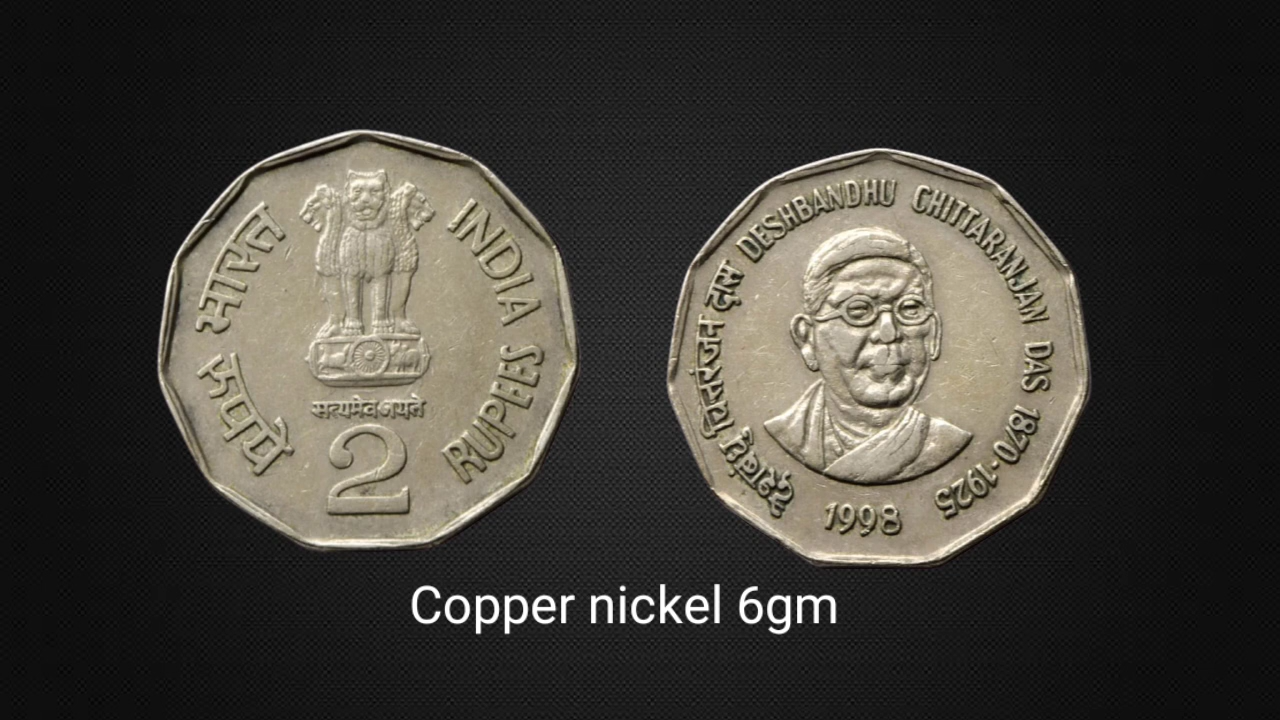 भारत
रूपये
INDIA
RUPEES
सत्यमेव जयते
2
देशबंधु चित्तरंजन दास
DESHBANDHU CHITTARANJAN DAS 1870-1925
1998
Copper nickel 6gm